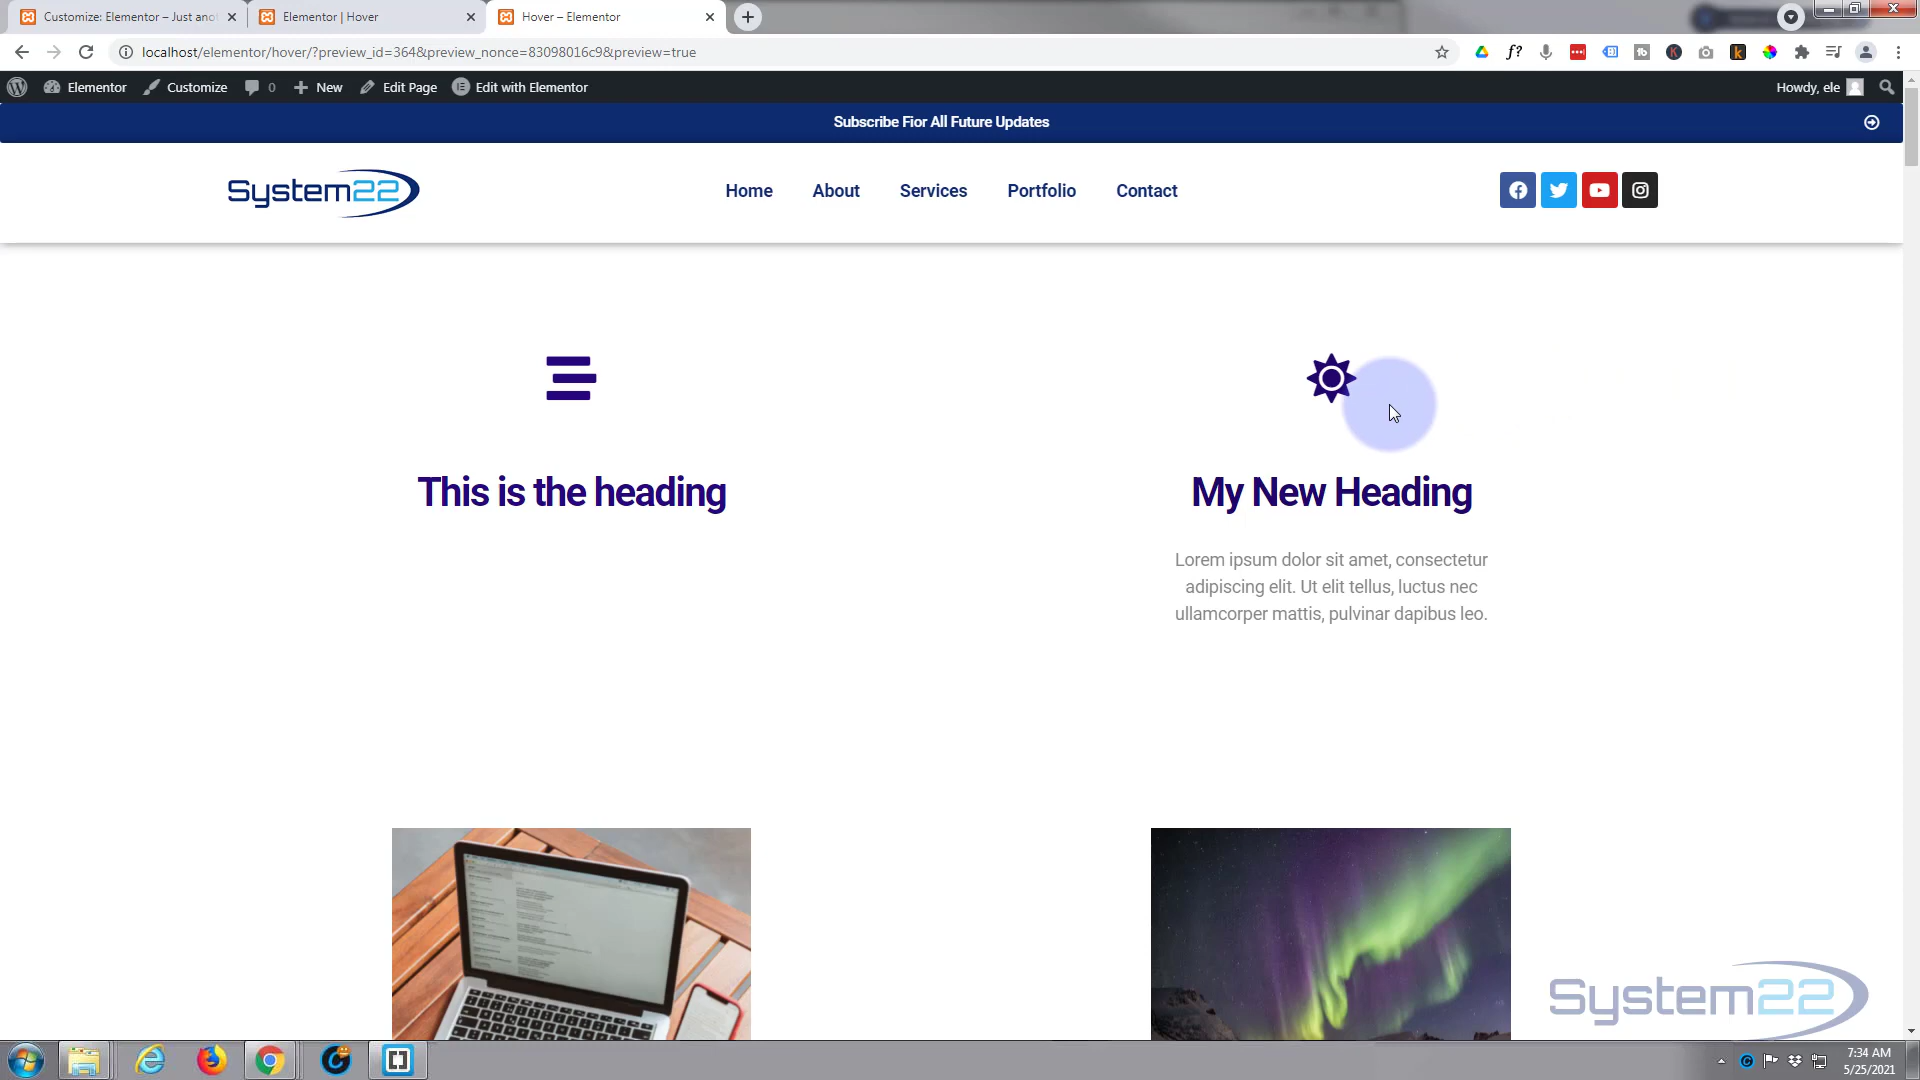 Customize: Elementor – Just ano
Elementor | Hover
Hover – Elementor
localhost/elementor/hover/?preview_id=364&preview_nonce=83098016c9&preview=true
Elementor
Customize
0
New
Edit Page
Edit with Elementor
Howdy, ele
Subscribe Fior All Future Updates
System22
Home
About
Services
Portfolio
Contact
This is the heading
My New Heading
Lorem ipsum dolor sit amet, consectetur
adipiscing elit. Ut elit tellus, luctus nec
ullamcorper mattis, pulvinar dapibus leo.
System22
7:34 AM
5/25/2021